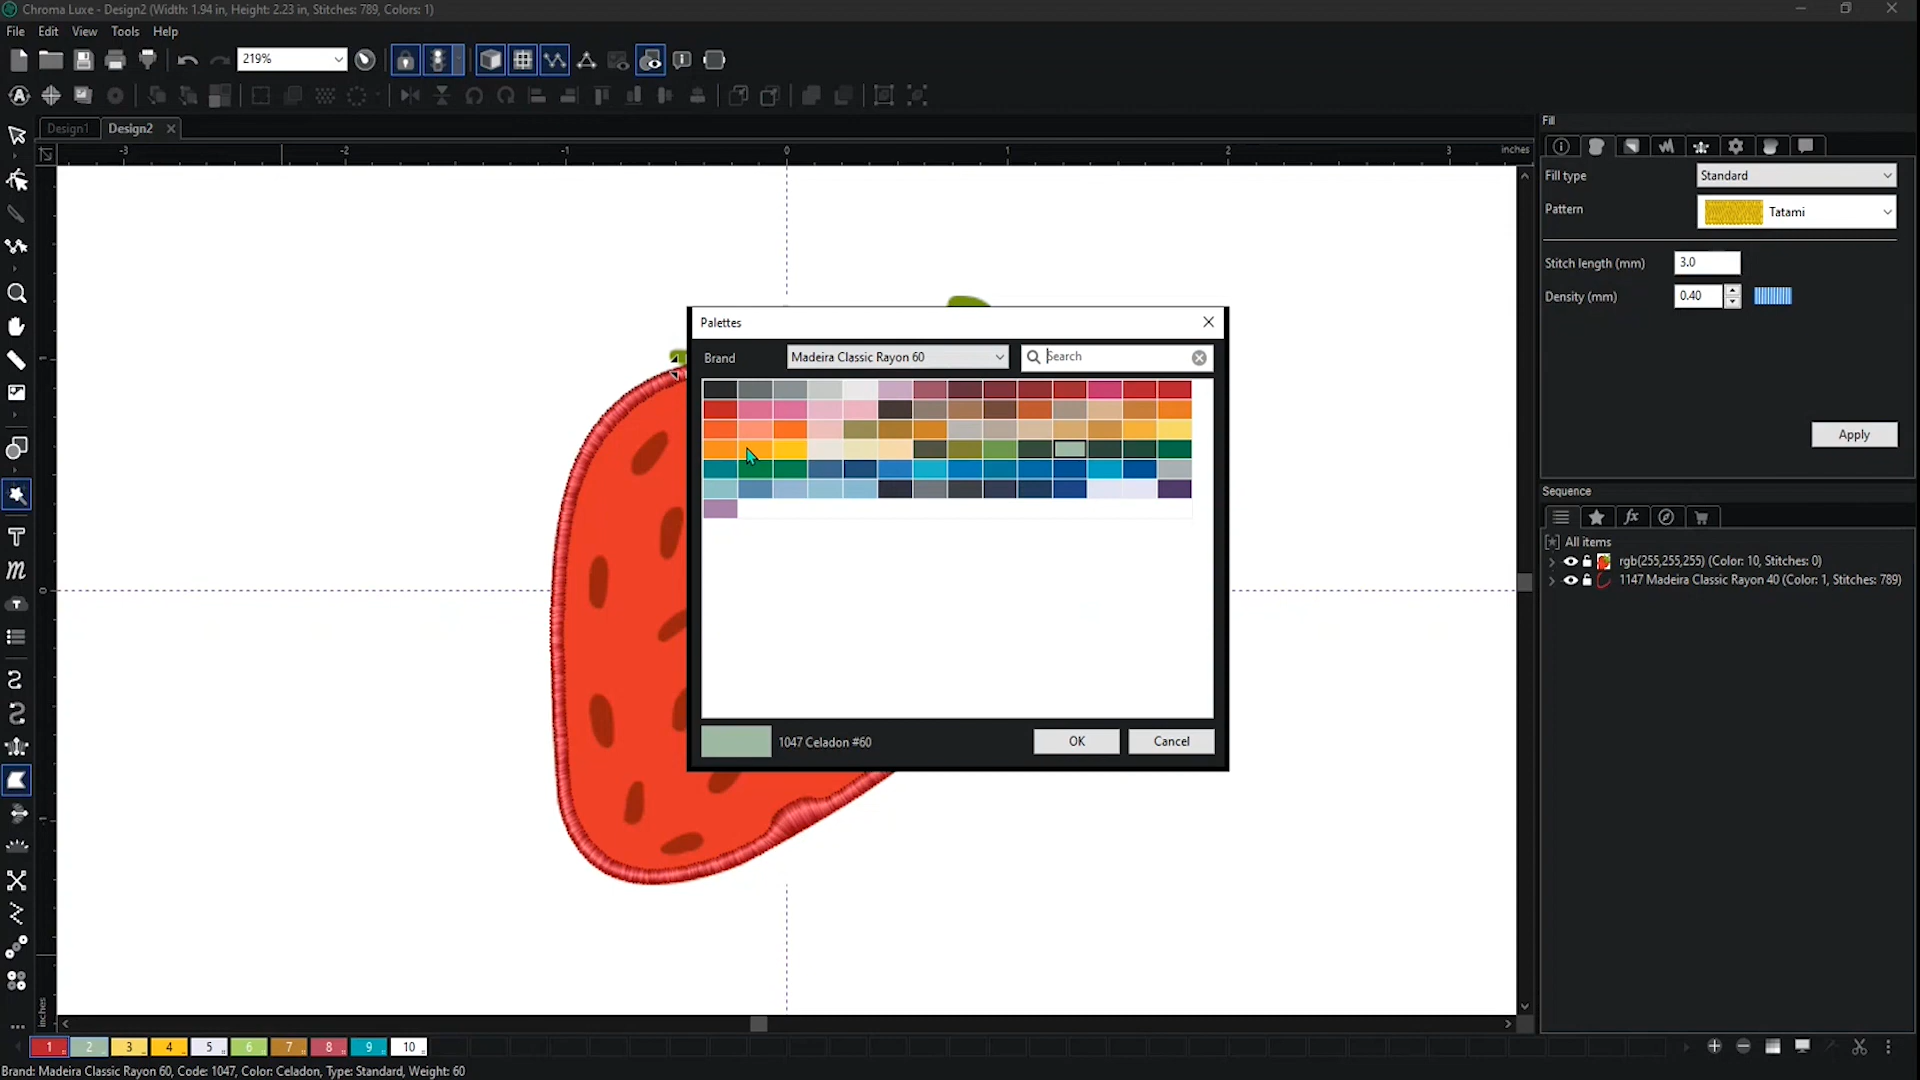 Chroma Luxe - Design2 (Width: 1.94 in, Height: 2.23 in, Stitches: 789, Colors: 1)
File Edit View Tools Help
219%
Design1 Design2
-3 -2 -1 0 1 2 3 inches
Fill
Fill type Standard
Pattern Tatami
Stitch length (mm) 3.0
Density (mm) 0.40
Apply
Palettes
Brand Madeira Classic Rayon 60 Search
1047 Celadon #60 OK Cancel
Sequence
All items
rgb(255,255,255) (Color: 10, Stitches: 0)
1147 Madeira Classic Rayon 40 (Color: 1, Stitches: 789)
inches
1 2 3 4 5 6 7 8 9 10
Brand: Madeira Classic Rayon 60, Code: 1047, Color: Celadon, Type: Standard, Weight: 60